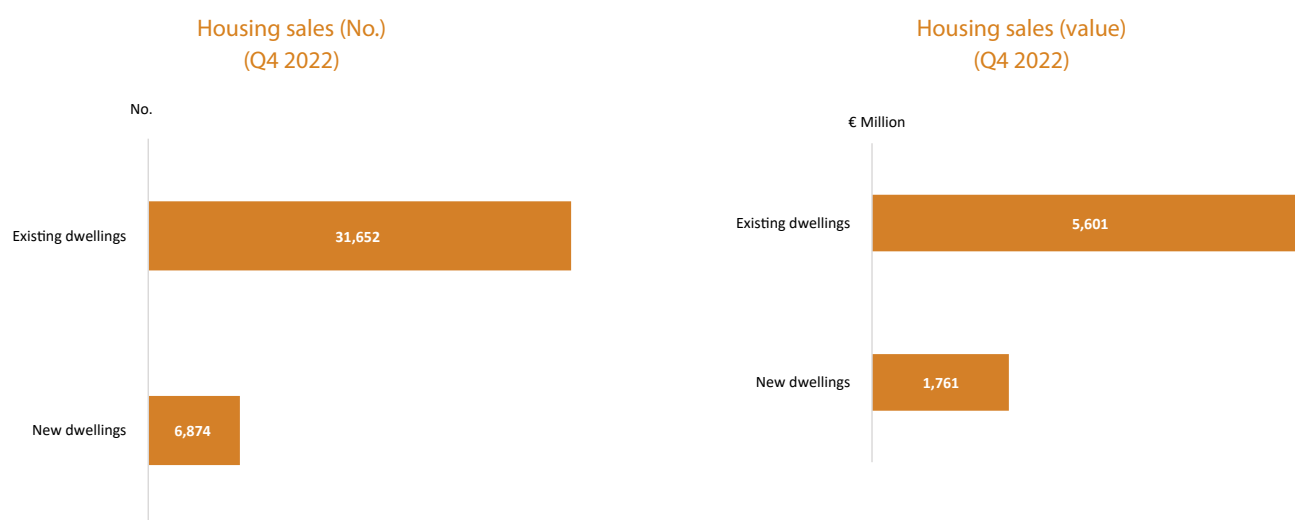 Housing sales (No.)
(Q4 2022)
No.
Existing dwellings
31,652
New dwellings
6,874
Housing sales (value)
(Q4 2022)
€ Million
Existing dwellings
5,601
New dwellings
1,761